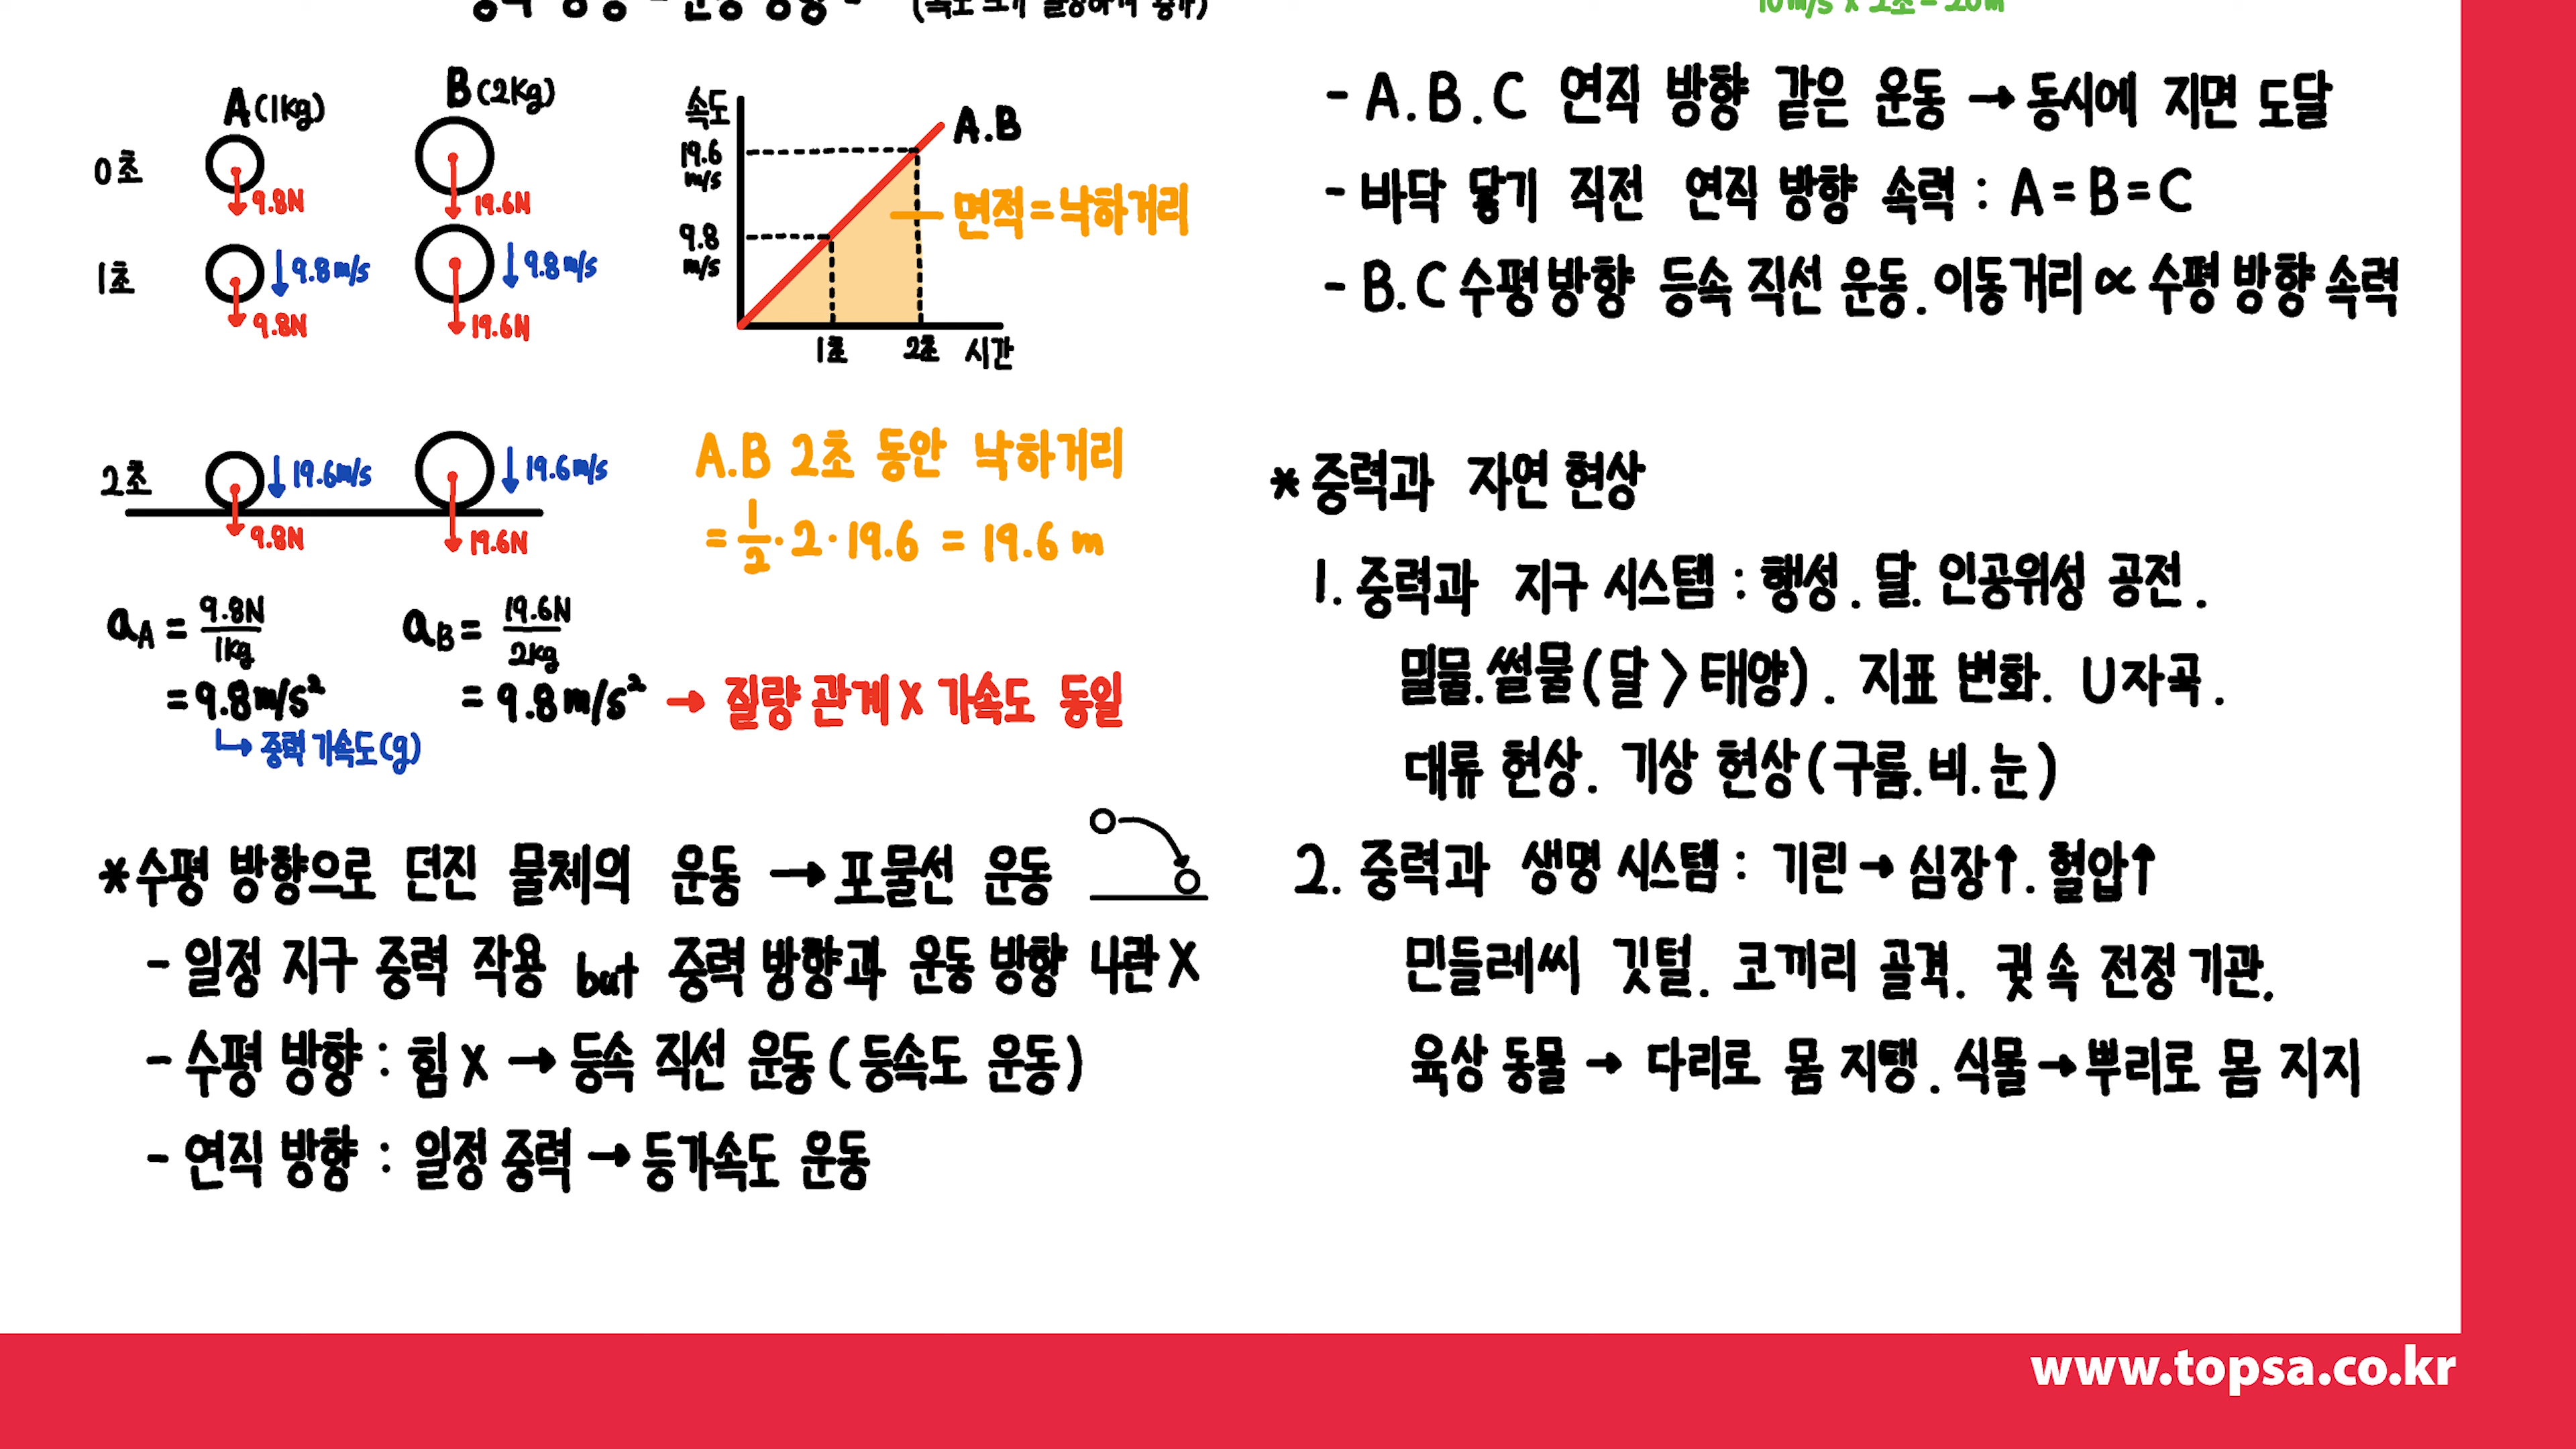 A(1kg)
B(2kg)
0초
9.8N
19.6N
1초
9.8m/s
9.8m/s
9.8N
19.6N
2초
19.6m/s
19.6m/s
9.8N
19.6N
속도
19.6
m/s
9.8
m/s
A.B
면적=낙하거리
1초 2초 시간
A.B 2초 동안 낙하거리
= 1/2 · 2 · 19.6 = 19.6 m
aA = 9.8N/1kg
= 9.8m/s²
↳ 중력 가속도(g)
aB = 19.6N/2kg
= 9.8m/s² → 질량 관계 X 가속도 동일
* 수평 방향으로 던진 물체의 운동 → 포물선 운동
- 일정 지구 중력 작용 but 중력 방향과 운동 방향 나란 X
- 수평 방향 : 힘 X → 등속 직선 운동 (등속도 운동)
- 연직 방향 : 일정 중력 → 등가속도 운동
10m/s x 2초 = 20m
- A.B.C 연직 방향 같은 운동 → 동시에 지면 도달
- 바닥 닿기 직전 연직 방향 속력 : A=B=C
- B.C 수평 방향 등속 직선 운동. 이동거리 ∝ 수평 방향 속력
* 중력과 자연 현상
1. 중력과 지구 시스템 : 행성. 달. 인공위성 공전.
밀물.썰물(달 > 태양). 지표 변화. U자곡.
대류 현상. 기상 현상(구름.비.눈)
2. 중력과 생명 시스템 : 기린 → 심장↑. 혈압↑
민들레씨 깃털. 코끼리 골격. 귓 속 전정 기관.
육상 동물 → 다리로 몸 지탱. 식물 → 뿌리로 몸 지지
www.topsa.co.kr